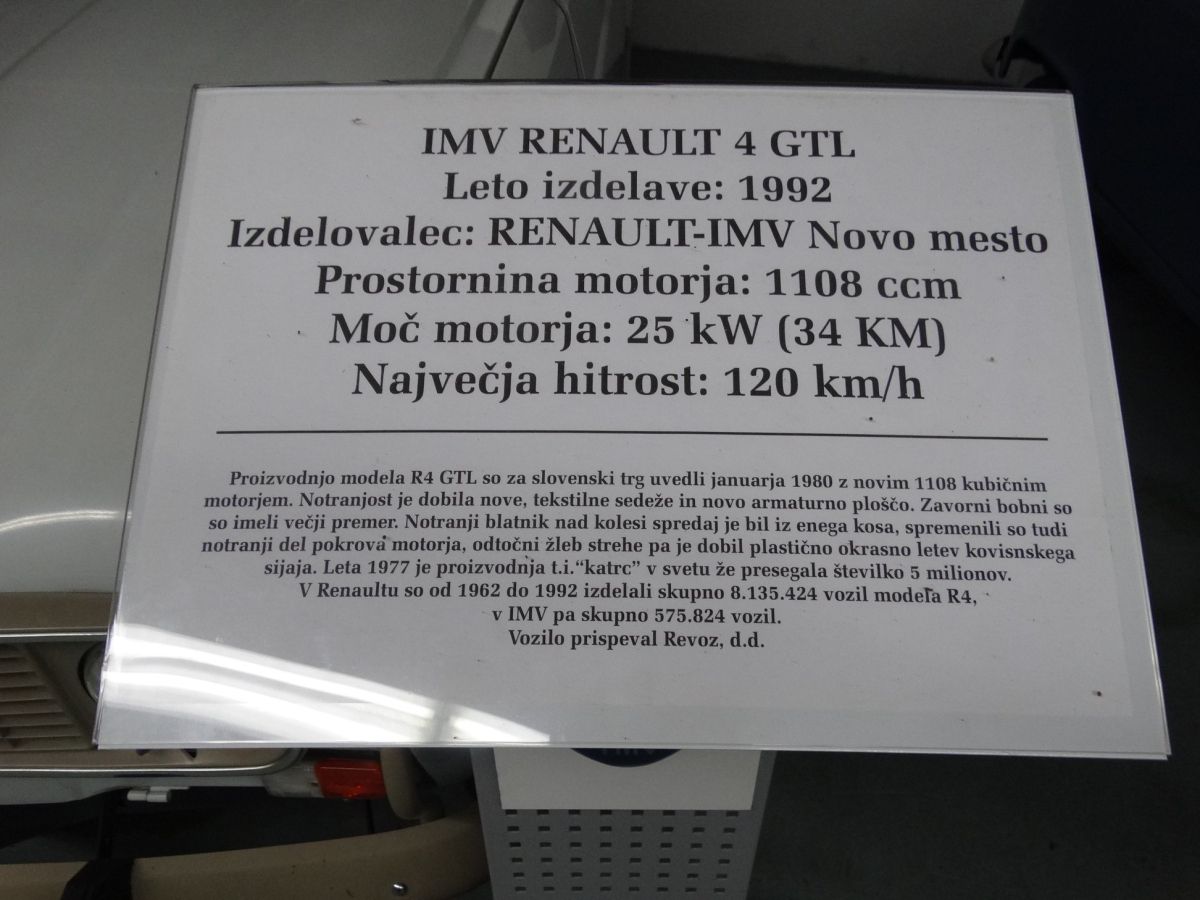 IMV RENAULT 4 GTL
Leto izdelave: 1992
Izdelovalec: RENAULT-IMV Novo mesto
Prostornina motorja: 1108 ccm
Moč motorja: 25 kW (34 KM)
Največja hitrost: 120 km/h
Proizvodnjo modela R4 GTL so za slovenski trg uvedli januarja 1980 z novim 1108 kubičnim
motorjem. Notranjost je dobila nove, tekstilne sedeže in novo armaturno ploščo. Zavorni bobni so
so imeli večji premer. Notranji blatnik nad kolesi spredaj je bil iz enega kosa, spremenili so tudi
notranji del pokrova motorja, odtočni žleb strehe pa je dobil plastično okrasno letev kovisnskega
sijaja. Leta 1977 je proizvodnja t.i.“katrc” v svetu že presegala številko 5 milionov.
V Renaultu so od 1962 do 1992 izdelali skupno 8.135.424 vozil modela R4,
v IMV pa skupno 575.824 vozil.
Vozilo prispeval Revoz, d.d.